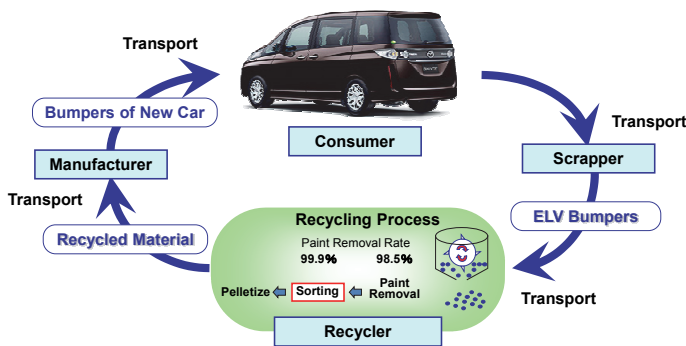 Transport
Bumpers of New Car
Consumer
Transport
Manufacturer
Scrapper
Transport
ELV Bumpers
Recycled Material
Recycling Process
Paint Removal Rate
99.9% 98.5%
Pelletize
Sorting
Paint
Removal
Transport
Recycler